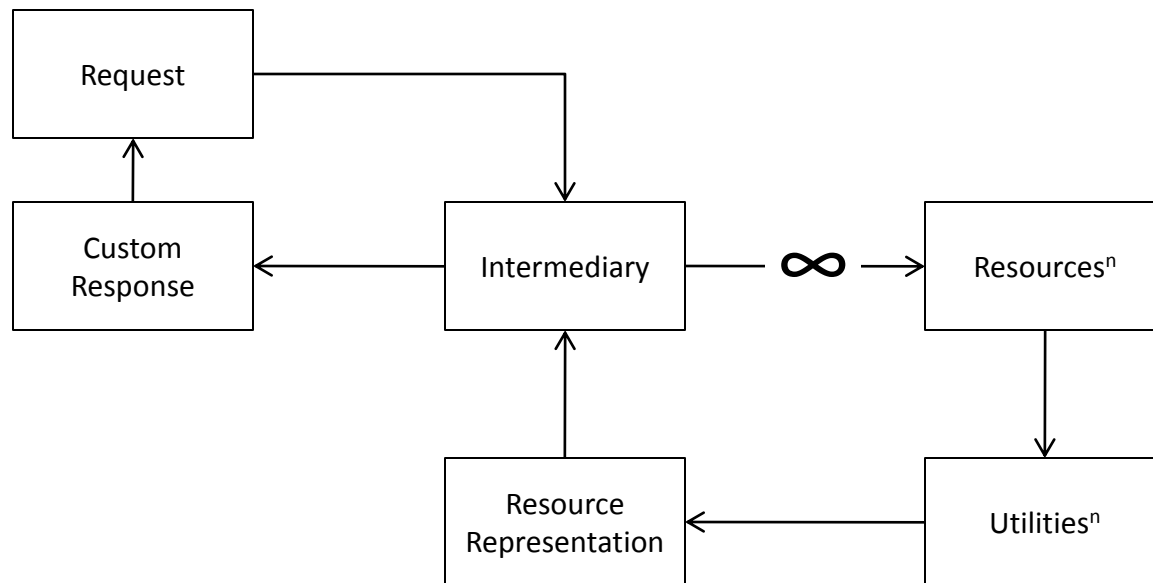 Request
Custom
Response
Intermediary
∞
Resourcesⁿ
Resource
Representation
Utilitiesⁿ